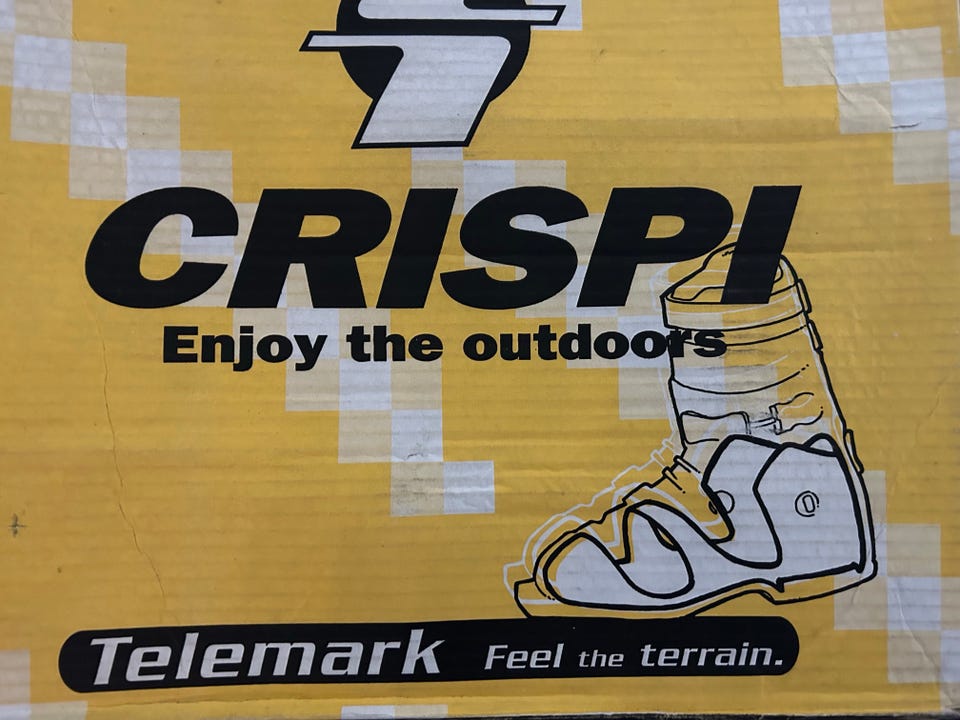 CRISPI
Enjoy the outdoors
Telemark Feel the terrain.